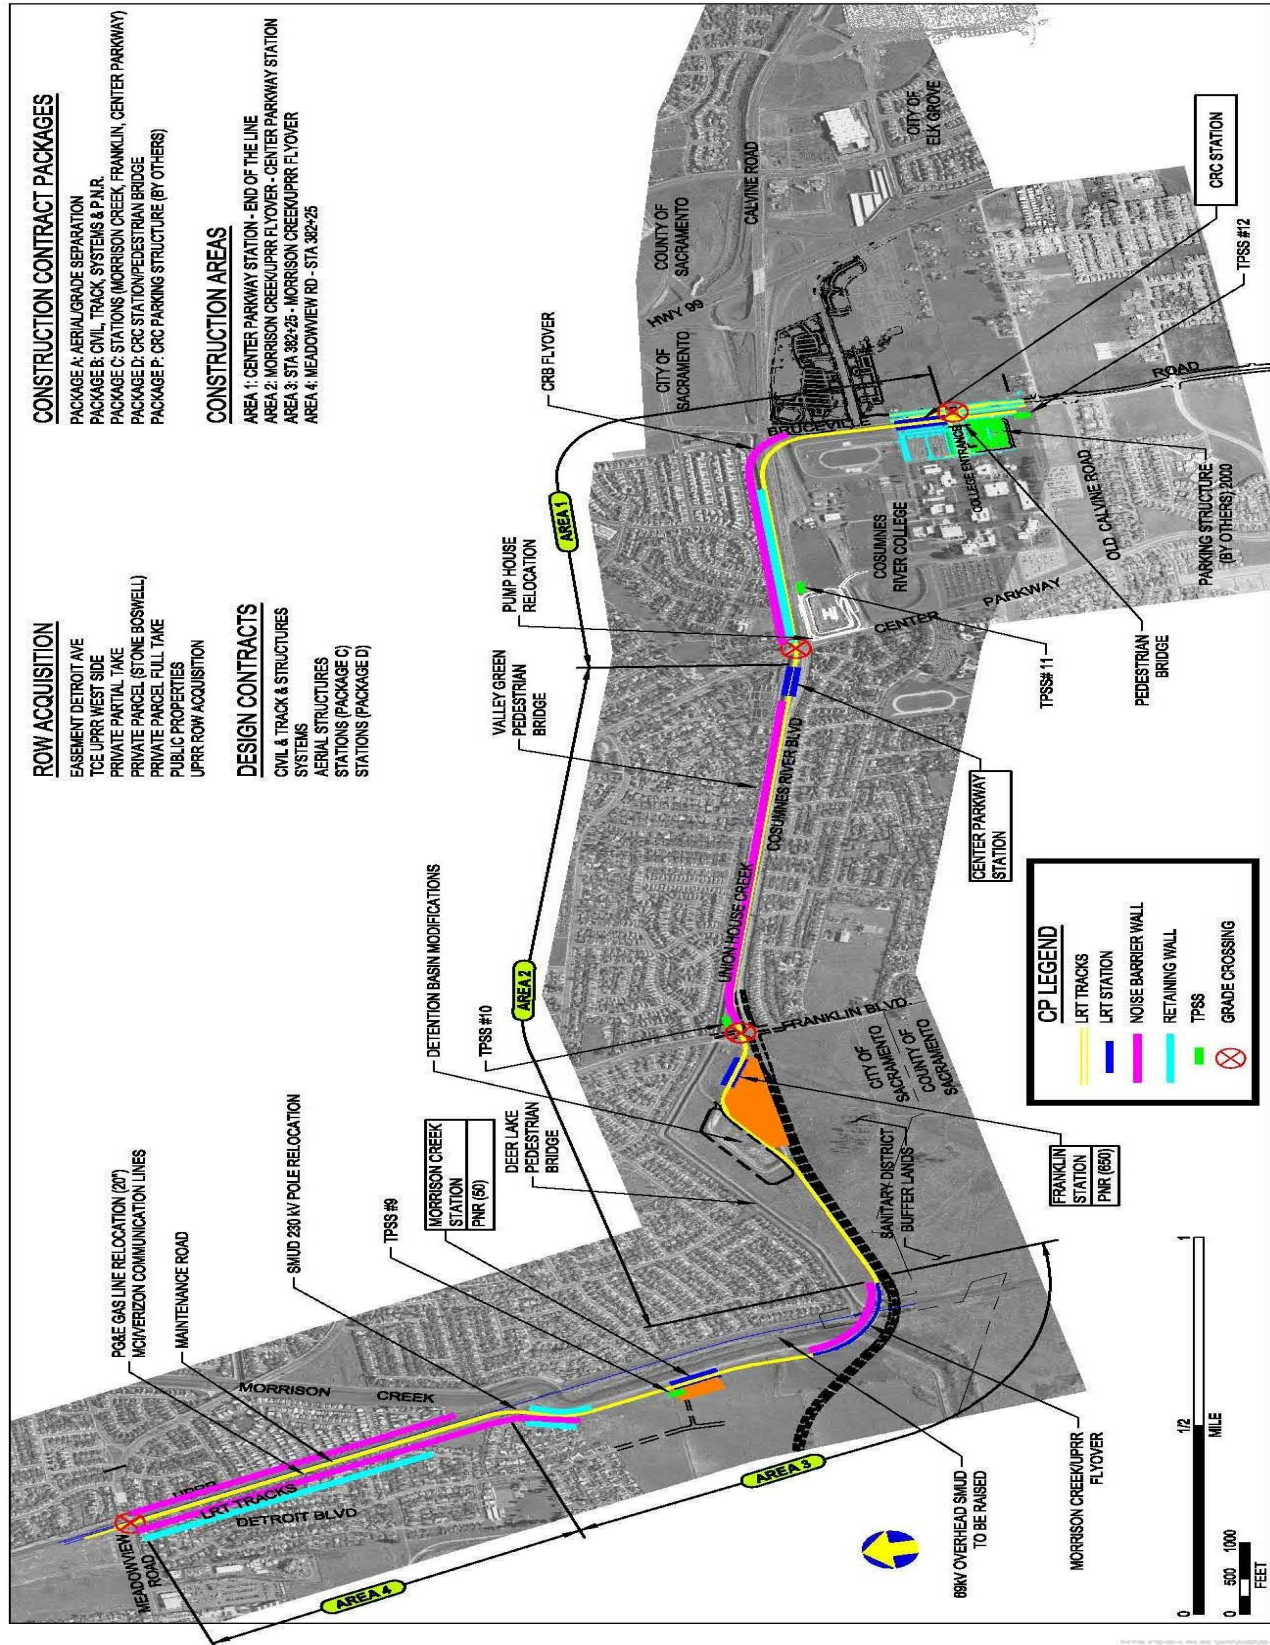 CONSTRUCTION CONTRACT PACKAGES
PACKAGE A: AERIAL/GRADE SEPARATION
PACKAGE B: CIVIL, TRACK, SYSTEMS & P.N.R.
PACKAGE C: STATIONS (MORRISON CREEK, FRANKLIN, CENTER PARKWAY)
PACKAGE D: CRC STATION/PEDESTRIAN BRIDGE
PACKAGE P: CRC PARKING STRUCTURE (BY OTHERS)
CONSTRUCTION AREAS
AREA 1: CENTER PARKWAY STATION - END OF THE LINE
AREA 2: MORRISON CREEK/UPRR FLYOVER - CENTER PARKWAY STATION
AREA 3: STA 382+25 - MORRISON CREEK/UPRR FLYOVER
AREA 4: MEADOWVIEW RD - STA 382+25
ROW ACQUISITION
EASEMENT DETROIT AVE
TCE UPRR WEST SIDE
PRIVATE PARTIAL TAKE
PRIVATE PARCEL (STONE BOSWELL)
PRIVATE PARCEL FULL TAKE
PUBLIC PROPERTIES
UPRR ROW ACQUISITION
DESIGN CONTRACTS
CIVIL & TRACK & STRUCTURES
SYSTEMS
AERIAL STRUCTURES
STATIONS (PACKAGE C)
STATIONS (PACKAGE D)
PG&E GAS LINE RELOCATION (20")
MCI/VERIZON COMMUNICATION LINES
MAINTENANCE ROAD
SMUD 230 kV POLE RELOCATION
TPSS #9
MORRISON CREEK
STATION
PNR (50)
DEER LAKE
PEDESTRIAN
BRIDGE
TPSS #10
DETENTION BASIN MODIFICATIONS
VALLEY GREEN
PEDESTRIAN
BRIDGE
PUMP HOUSE
RELOCATION
CRB FLYOVER
AREA 1
AREA 2
AREA 3
AREA 4
MEADOWVIEW
ROAD
UPRR
LRT TRACKS
DETROIT BLVD
MORRISON
CREEK
UNION HOUSE CREEK
COSUMNES RIVER BLVD
FRANKLIN BLVD.
CITY OF
SACRAMENTO
COUNTY OF
SACRAMENTO
SANITARY DISTRICT
BUFFER LANDS
CITY OF
SACRAMENTO
HWY 99
COUNTY OF
SACRAMENTO
CALVINE ROAD
CITY OF
ELK GROVE
COSUMNES
RIVER COLLEGE
COLLEGE ENTRANCE
CENTER PARKWAY
OLD CALVINE ROAD
ROAD
CRC STATION
TPSS #12
PARKING STRUCTURE
(BY OTHERS) 2000
PEDESTRIAN
BRIDGE
TPSS# 11
CENTER PARKWAY
STATION
FRANKLIN
STATION
PNR (650)
MORRISON CREEK/UPRR
FLYOVER
69kV OVERHEAD SMUD
TO BE RAISED
CP LEGEND
LRT TRACKS
LRT STATION
NOISE BARRIER WALL
RETAINING WALL
TPSS
GRADE CROSSING
0 1/2 1
MILE
0 500 1000
FEET